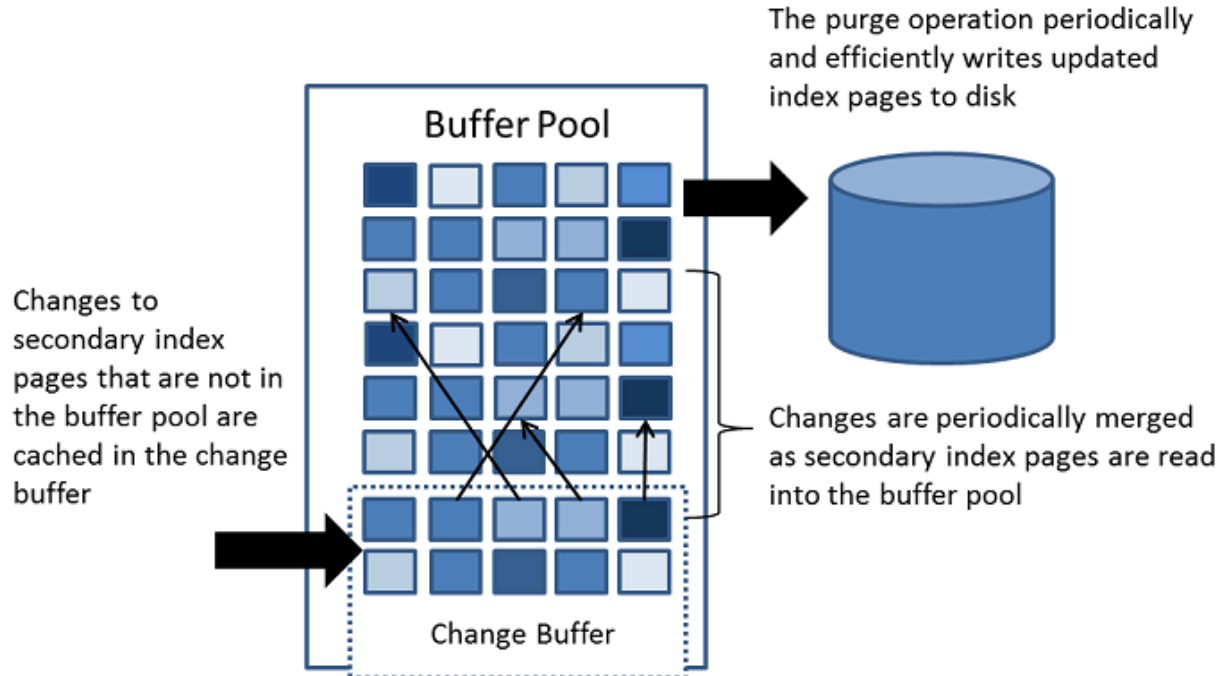 The purge operation periodically
and efficiently writes updated
index pages to disk
Buffer Pool
Changes to
secondary index
pages that are not in
the buffer pool are
cached in the change
buffer
Changes are periodically merged
as secondary index pages are read
into the buffer pool
Change Buffer